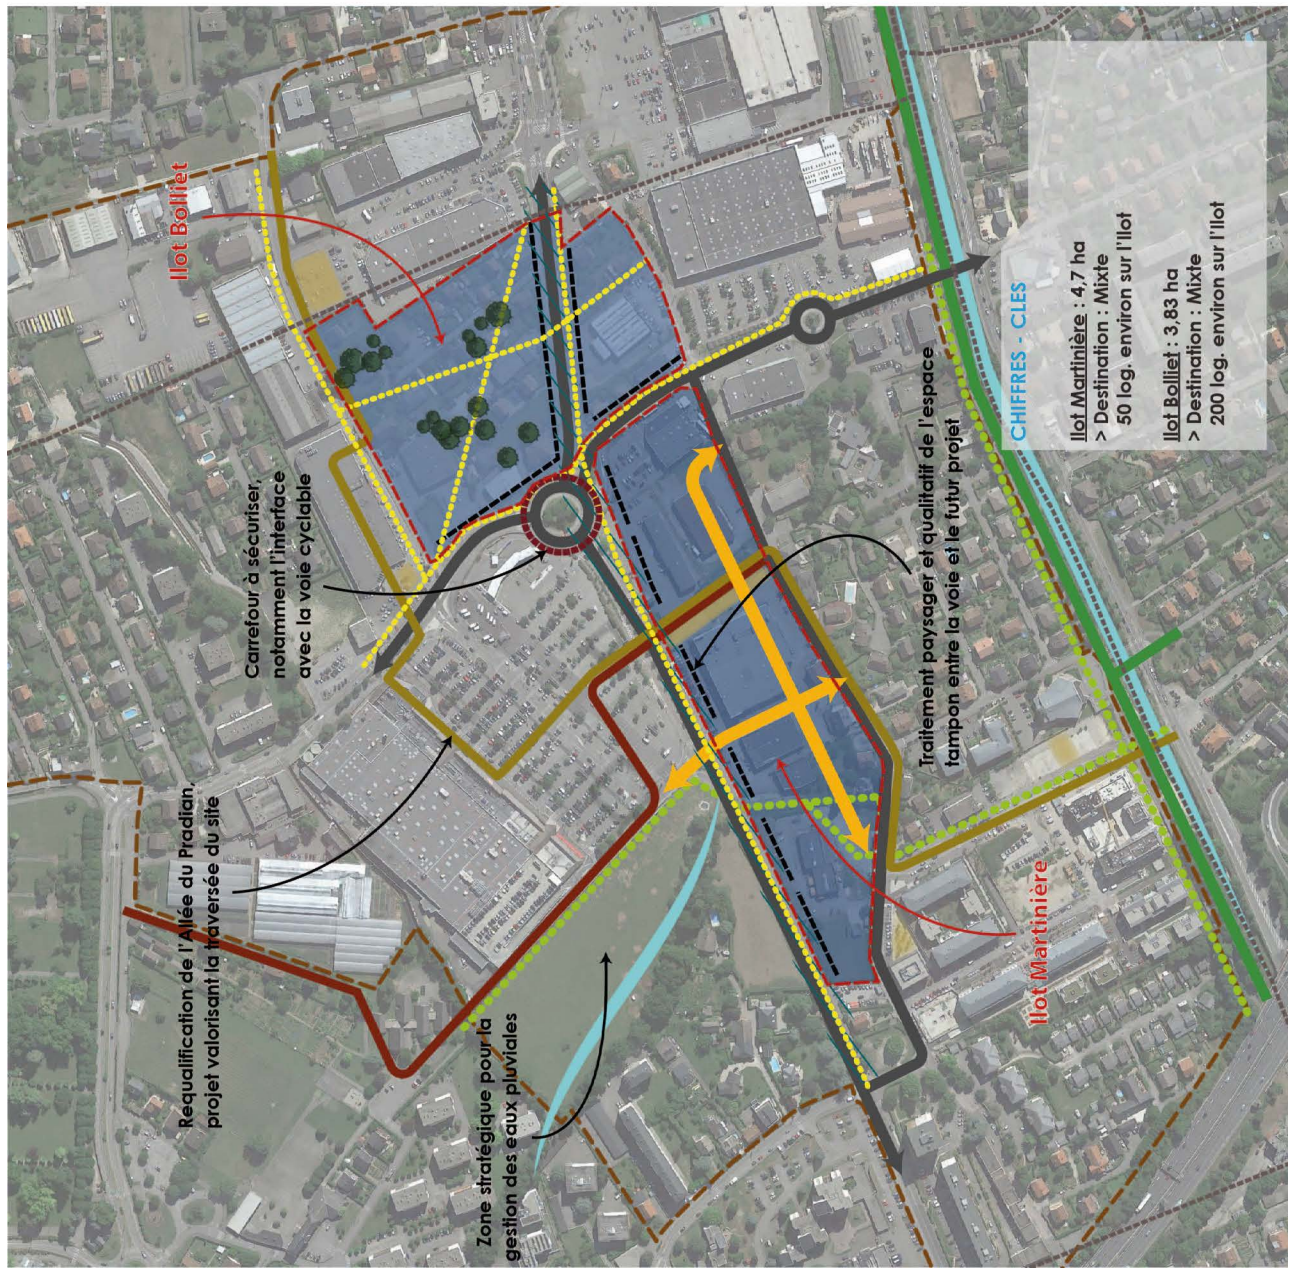 Requalification de l'Allée du Pradian,
projet valorisant la traversée du site
Ilot Bolliet
Carrefour à sécuriser,
notamment l'interface
avec la voie cyclable
Zone stratégique pour la
gestion des eaux pluviales
Traitement paysager et qualitatif de l'espace
tampon entre la voie et le futur projet
Ilot Martinière
CHIFFRES - CLES
Ilot Martinière : 4,7 ha
> Destination : Mixte
50 log. environ sur l'îlot
Ilot Bolliet : 3,83 ha
> Destination : Mixte
200 log. environ sur l'îlot